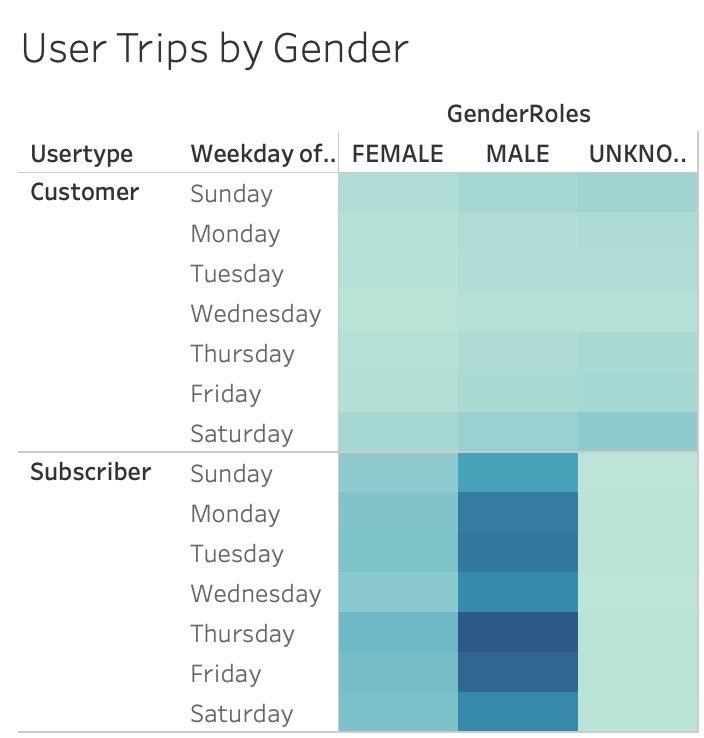 User Trips by Gender
GenderRoles
Usertype Weekday of.. FEMALE MALE UNKNO..
Customer Sunday
Monday
Tuesday
Wednesday
Thursday
Friday
Saturday
Subscriber Sunday
Monday
Tuesday
Wednesday
Thursday
Friday
Saturday